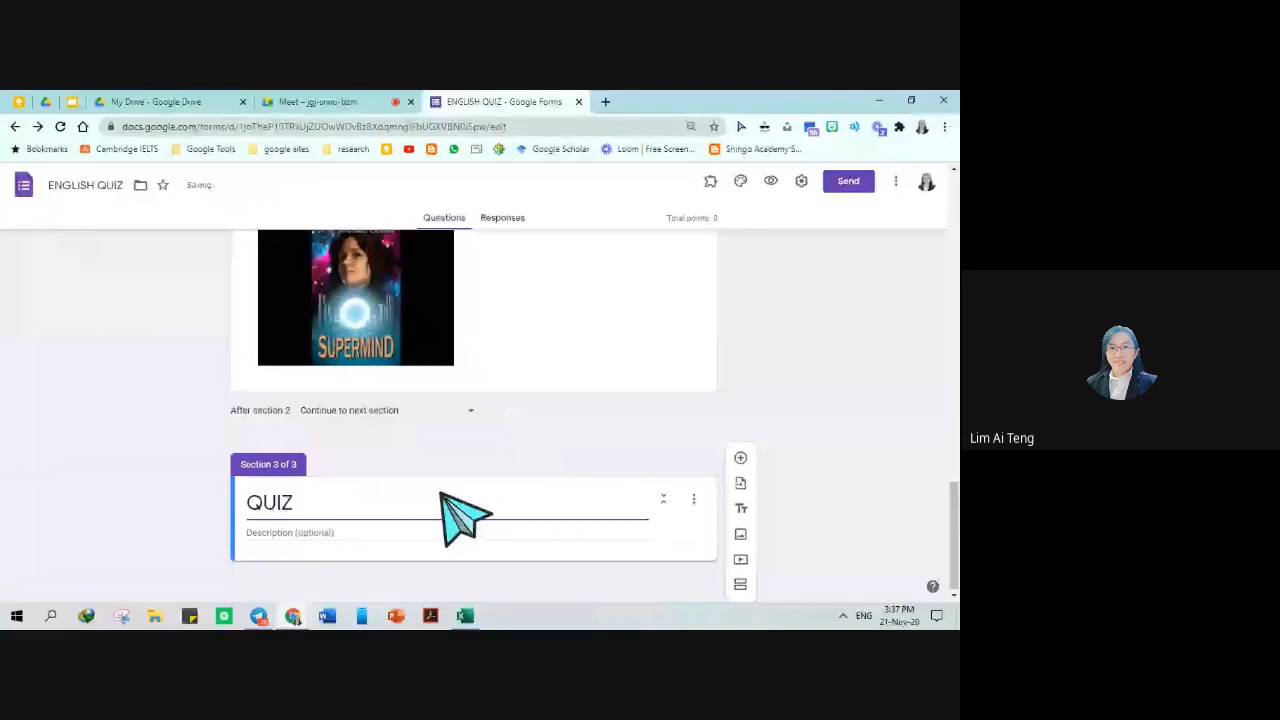 My Drive - Google Drive
Meet – jgj-snwo-bzm
ENGLISH QUIZ - Google Forms
Bookmarks
Cambridge IELTS
Google Tools
google sites
research
Google Scholar
Loom | Free Screen...
Shingo Academy S...
ENGLISH QUIZ
Saving...
Send
Questions
Responses
Total points: 0
SUPERMIND
After section 2
Continue to next section
Section 3 of 3
QUIZ
Description (optional)
Lim Ai Teng
ENG
3:37 PM
21-Nov-20